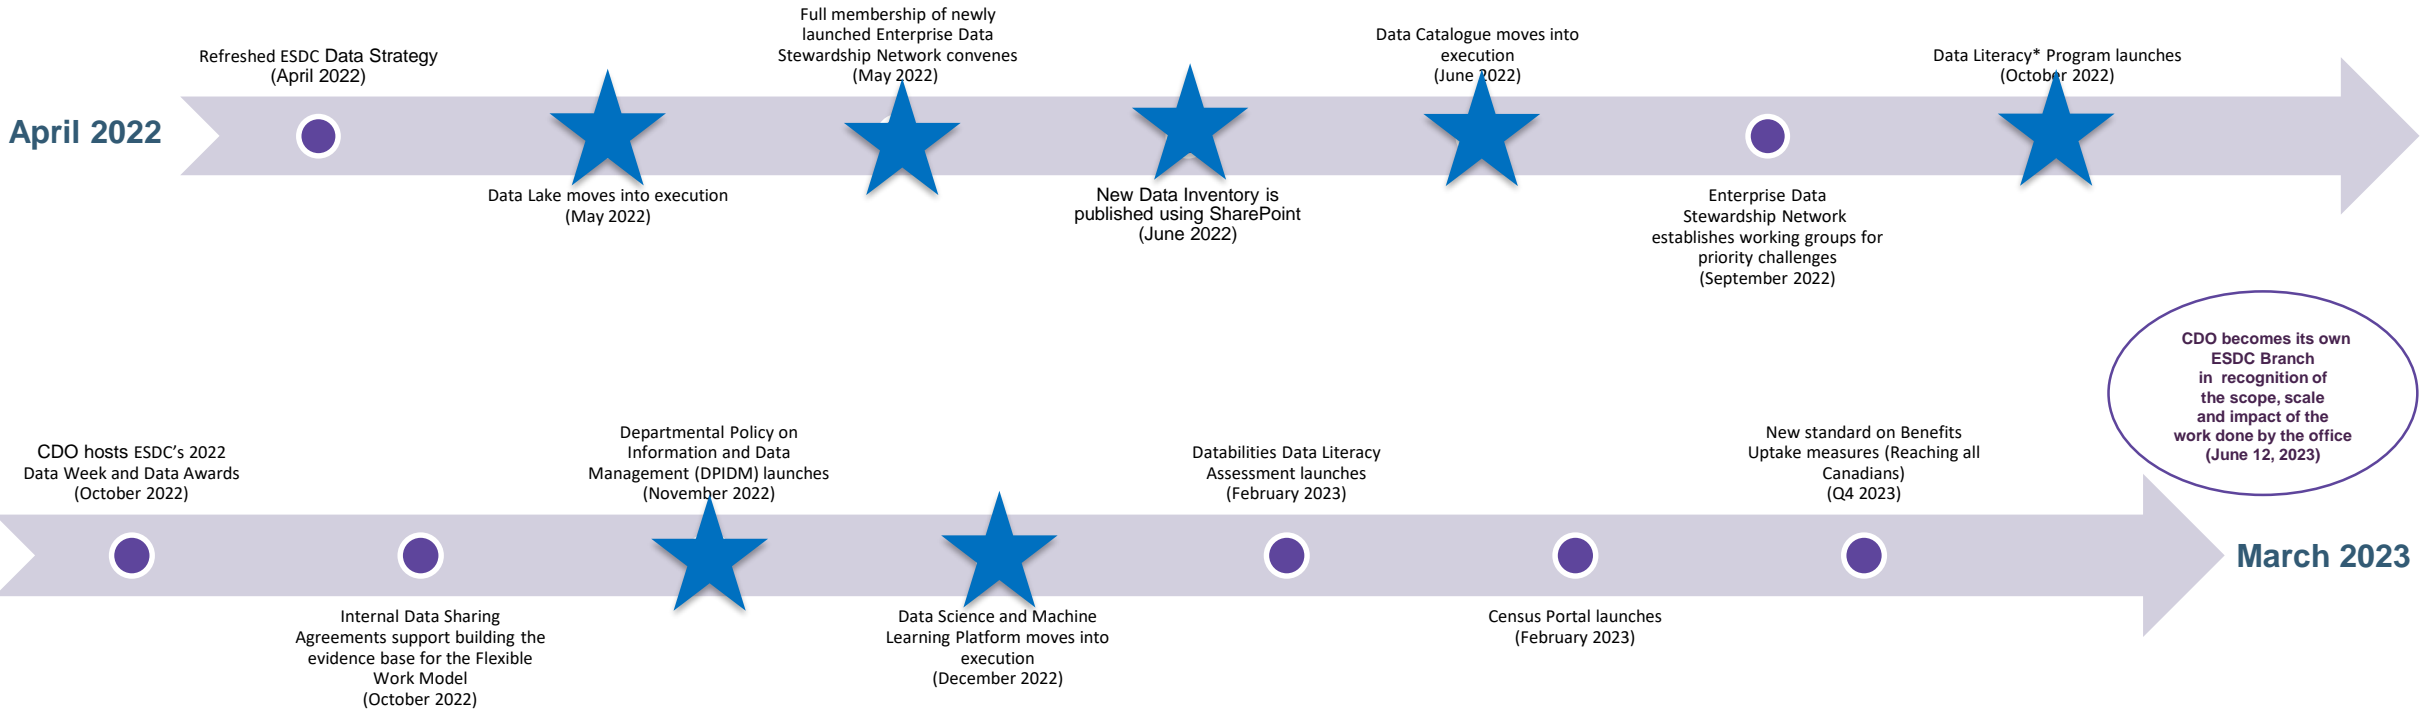 April 2022
Refreshed ESDC Data Strategy
(April 2022)
Data Lake moves into execution
(May 2022)
Full membership of newly
launched Enterprise Data
Stewardship Network convenes
(May 2022)
New Data Inventory is
published using SharePoint
(June 2022)
Data Catalogue moves into
execution
(June 2022)
Enterprise Data
Stewardship Network
establishes working groups for
priority challenges
(September 2022)
Data Literacy* Program launches
(October 2022)
CDO hosts ESDC’s 2022
Data Week and Data Awards
(October 2022)
Internal Data Sharing
Agreements support building the
evidence base for the Flexible
Work Model
(October 2022)
Departmental Policy on
Information and Data
Management (DPIDM) launches
(November 2022)
Data Science and Machine
Learning Platform moves into
execution
(December 2022)
Databilities Data Literacy
Assessment launches
(February 2023)
Census Portal launches
(February 2023)
New standard on Benefits
Uptake measures (Reaching all
Canadians)
(Q4 2023)
CDO becomes its own
ESDC Branch
in recognition of
the scope, scale
and impact of the
work done by the office
(June 12, 2023)
March 2023